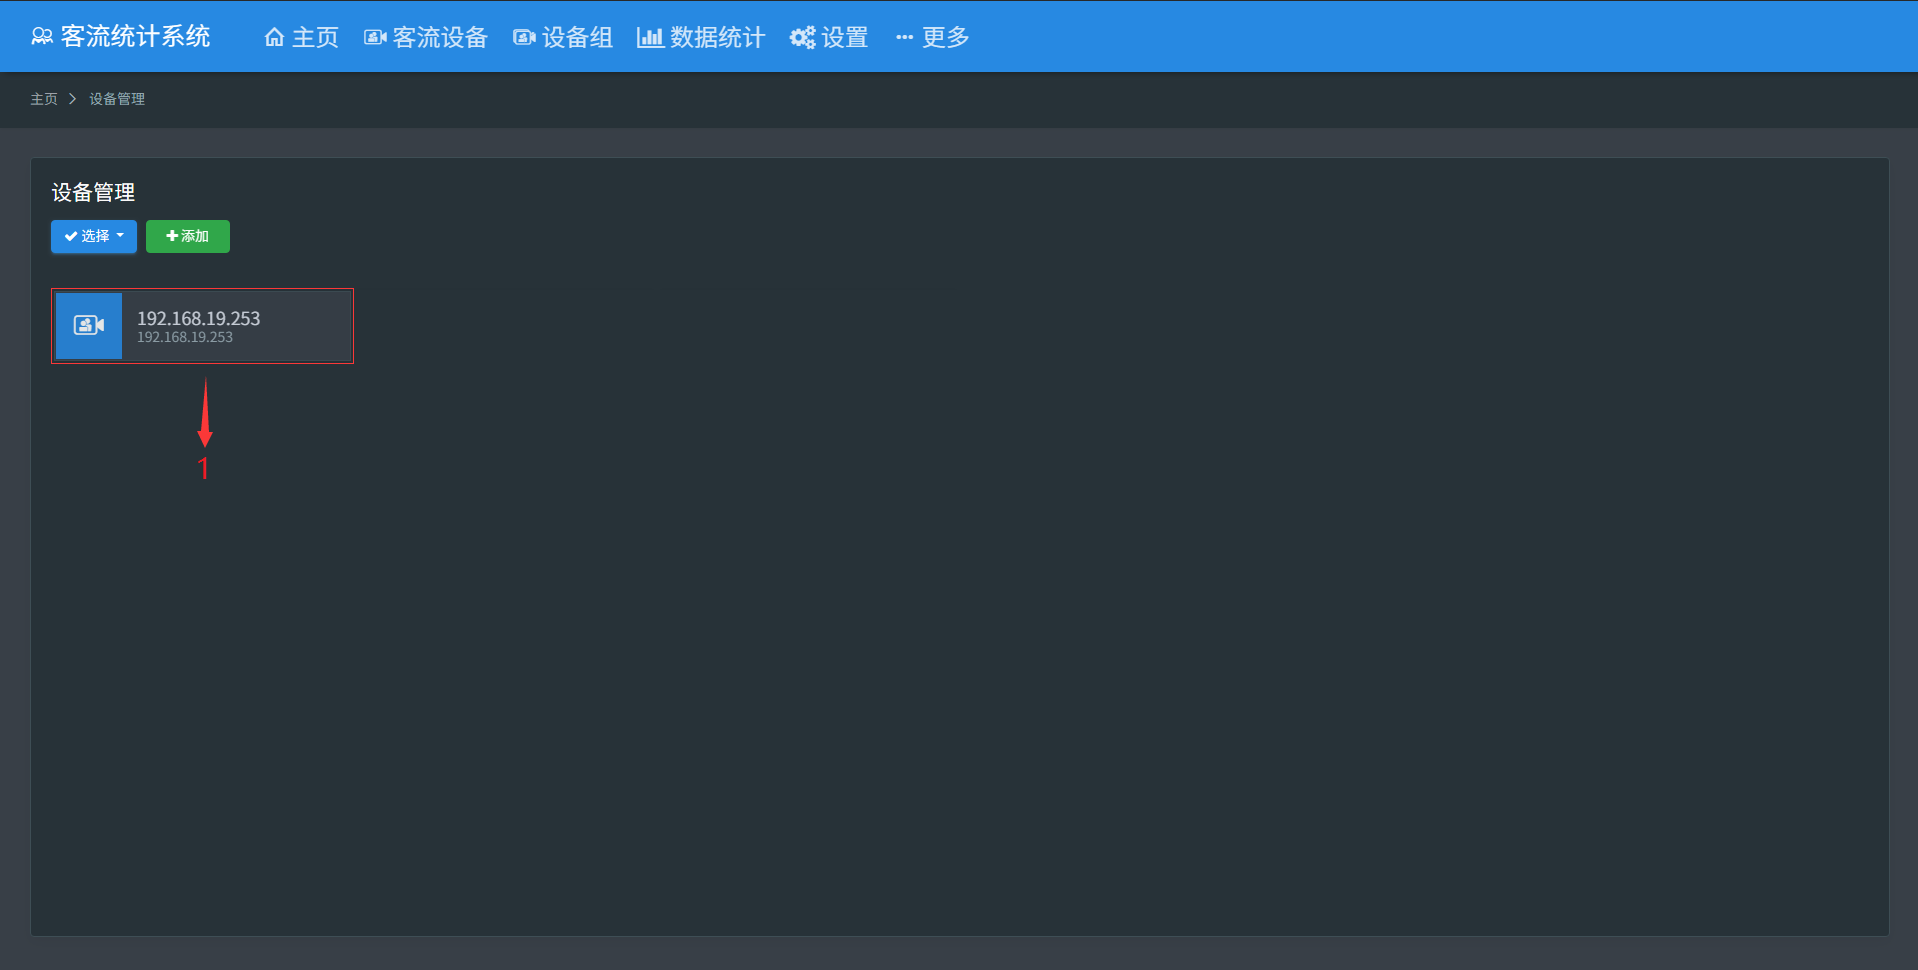 客流统计系统 主页 客流设备 设备组 数据统计 设置 更多
主页 设备管理
设备管理
选择 添加
192.168.19.253
192.168.19.253
1